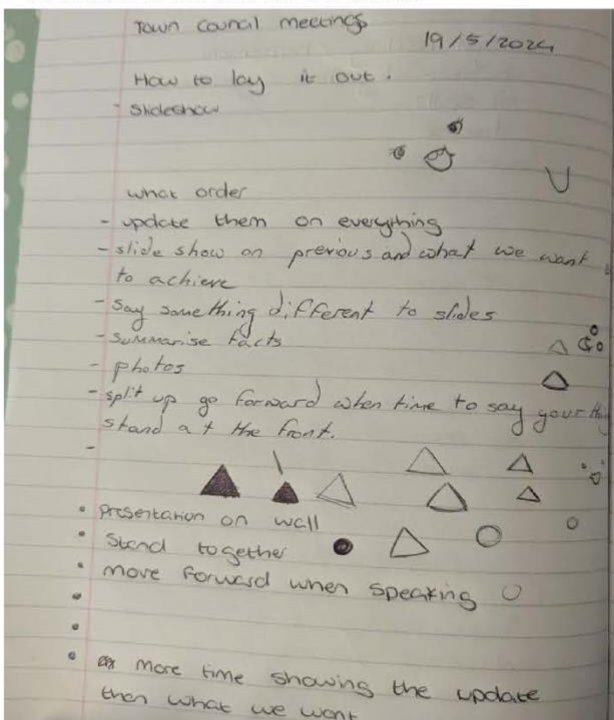 Town council meetings
19/5/2024
How to lay it out.
- Slideshow
what order
- update them on everything
- slide show on previous and what we want
to achieve
- say something different to slides
- summarise facts
- photos
- split up go forward when time to say your
stand at the front.
-
• presentation on wall
• Stand together
• move forward when speaking
•
•
• more time showing the update
then what we want